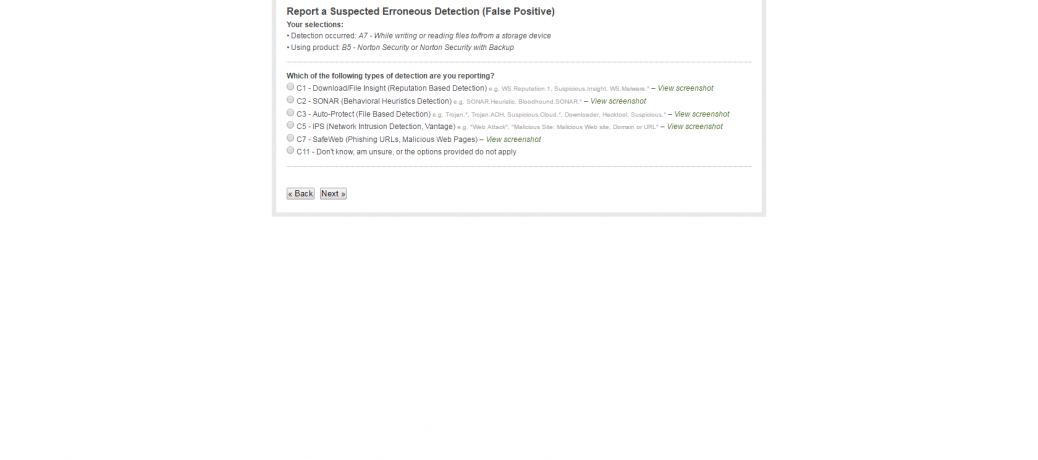 Report a Suspected Erroneous Detection (False Positive)
Your selections:
• Detection occurred: A7 - While writing or reading files to/from a storage device
• Using product: B5 - Norton Security or Norton Security with Backup
Which of the following types of detection are you reporting?
C1 - Download/File Insight (Reputation Based Detection) e.g. WS.Reputation.1, Suspicious.Insight. WS.Malware.* – View screenshot
C2 - SONAR (Behavioral Heuristics Detection) e.g. SONAR.Heuristic, Bloodhound.SONAR.* – View screenshot
C3 - Auto-Protect (File Based Detection) e.g. Trojan.*, Trojan.ADH, Suspicious.Cloud.*, Downloader, Hacktool, Suspicious.* – View screenshot
C5 - IPS (Network Intrusion Detection, Vantage) e.g. "Web Attack", "Malicious Site: Malicious Web site, Domain or URL" – View screenshot
C7 - SafeWeb (Phishing URLs, Malicious Web Pages) – View screenshot
C11 - Don't know, am unsure, or the options provided do not apply
« Back Next »